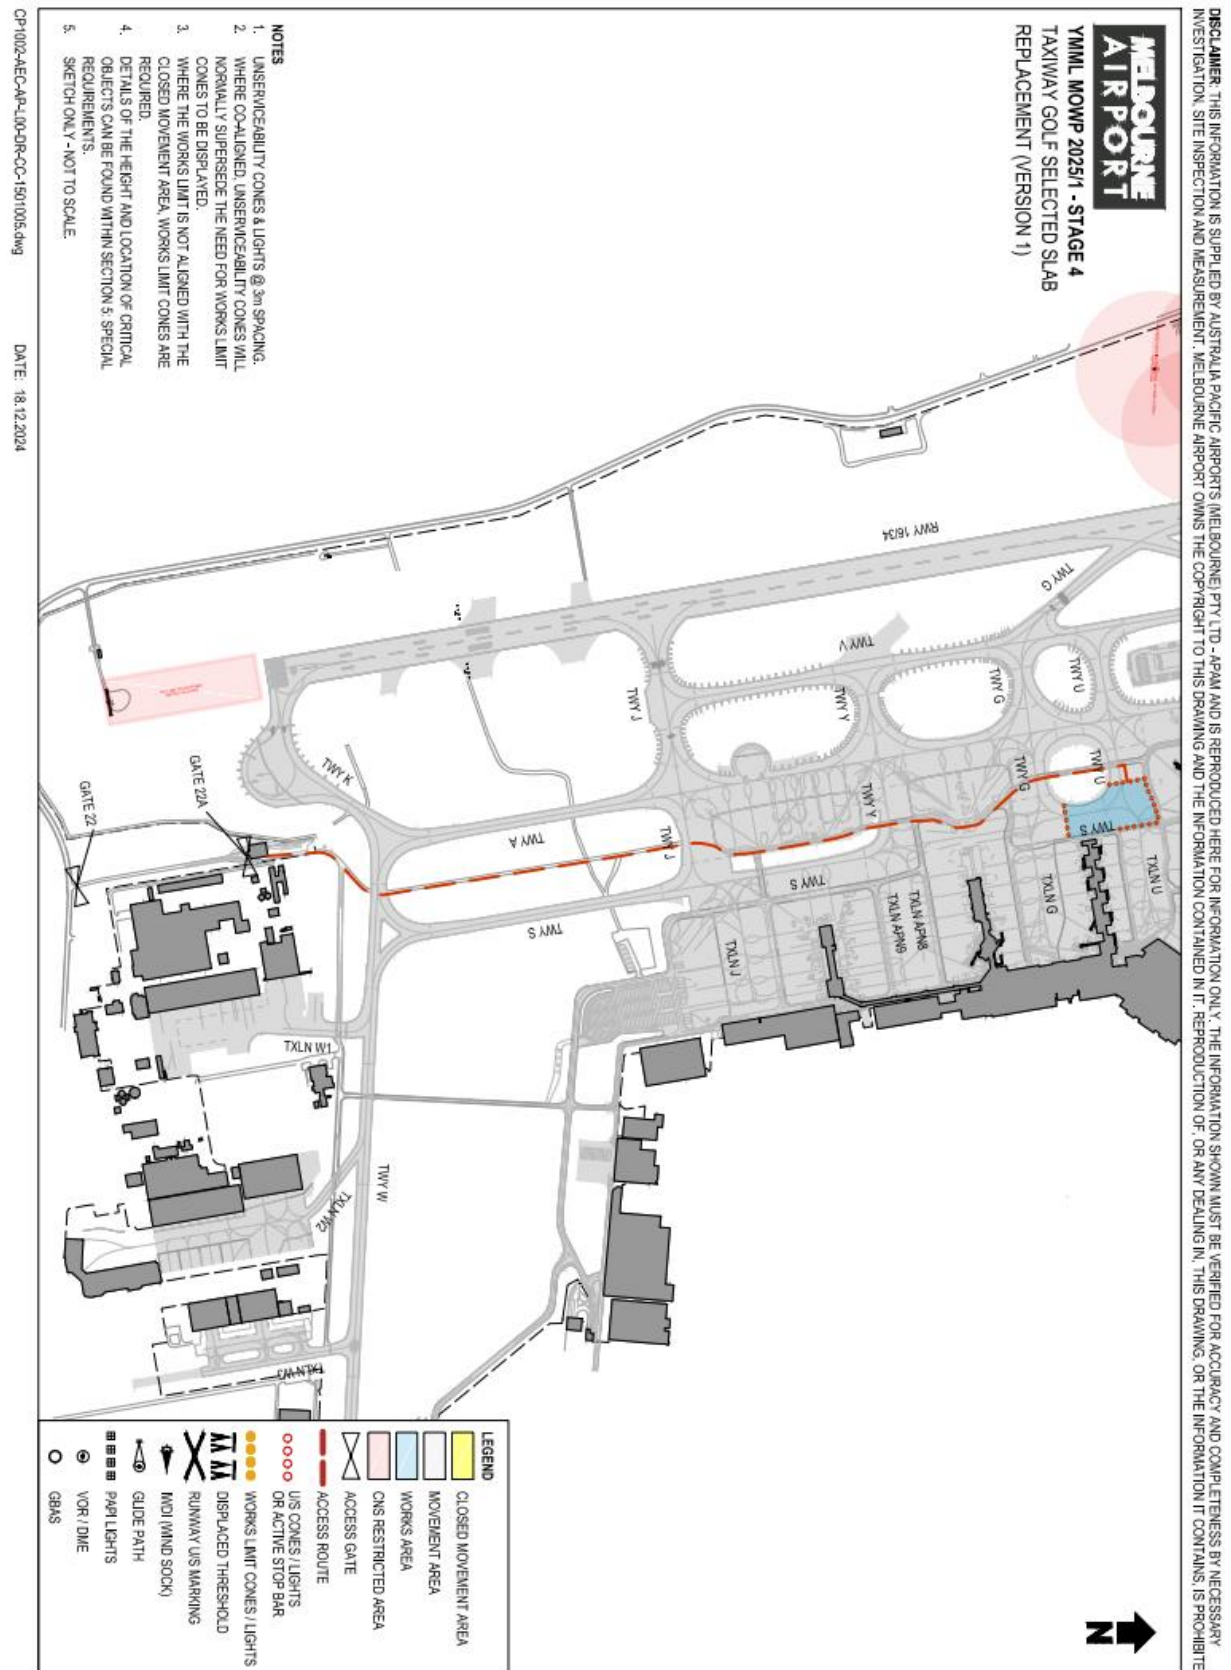 DISCLAIMER: THIS INFORMATION IS SUPPLIED BY AUSTRALIA PACIFIC AIRPORTS (MELBOURNE) PTY LTD - APAM AND IS REPRODUCED HERE FOR INFORMATION ONLY. THE INFORMATION SHOWN MUST BE VERIFIED FOR ACCURACY AND COMPLETENESS BY NECESSARY
INVESTIGATION, SITE INSPECTION AND MEASUREMENT. MELBOURNE AIRPORT OWNS THE COPYRIGHT TO THIS DRAWING AND THE INFORMATION CONTAINED IN IT. REPRODUCTION OF, OR ANY DEALING IN, THIS DRAWING, OR THE INFORMATION IT CONTAINS, IS PROHIBITE
MELBOURNE
AIRPORT
YMML MOWP 2025/1 - STAGE 4
TAXIWAY GOLF SELECTED SLAB
REPLACEMENT (VERSION 1)
NOTES
1. UNSERVICEABILITY CONES & LIGHTS @ 3m SPACING.
2. WHERE CO-ALIGNED, UNSERVICEABILITY CONES WILL
NORMALLY SUPERSEDE THE NEED FOR WORKS LIMIT
CONES TO BE DISPLAYED.
3. WHERE THE WORKS LIMIT IS NOT ALIGNED WITH THE
CLOSED MOVEMENT AREA, WORKS LIMIT CONES ARE
REQUIRED.
4. DETAILS OF THE HEIGHT AND LOCATION OF CRITICAL
OBJECTS CAN BE FOUND WITHIN SECTION 5: SPECIAL
REQUIREMENTS.
5. SKETCH ONLY - NOT TO SCALE.
RWY 16/34
TWY G
TWY V
TWY U
TWY G
TWY Y
TWY J
TWY K
TWY U
TWY G
TWY Y
TWY J
TWY A
TWY S
TWY S
TWY S
TXLN U
TXLN G
TXLN APN8
TXLN APN9
TXLN J
GATE 22A
GATE 22
TXLN W1
TWY W
TXLN W2
TXLN W3
LEGEND
CLOSED MOVEMENT AREA
MOVEMENT AREA
WORKS AREA
CNS RESTRICTED AREA
ACCESS GATE
ACCESS ROUTE
U/S CONES / LIGHTS
OR ACTIVE STOP BAR
WORKS LIMIT CONES / LIGHTS
DISPLACED THRESHOLD
RUNWAY U/S MARKING
IWDI (WIND SOCK)
GLIDE PATH
PAPI LIGHTS
VOR / DME
GBAS
N
CP1002-AEC-AP-L00-DR-CC-1501005.dwg
DATE: 18.12.2024